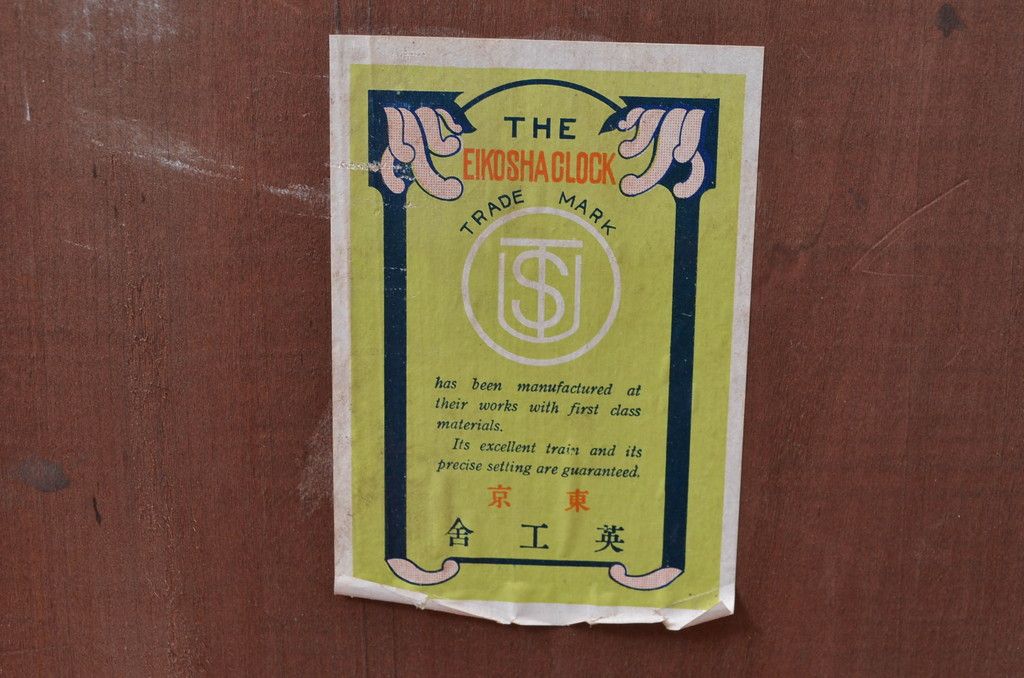 THE
EIKOSHA CLOCK
TRADE MARK
UTS
has been manufactured at
their works with first class
materials.
Its excellent train and its
precise setting are guaranteed.
東京
英工舎